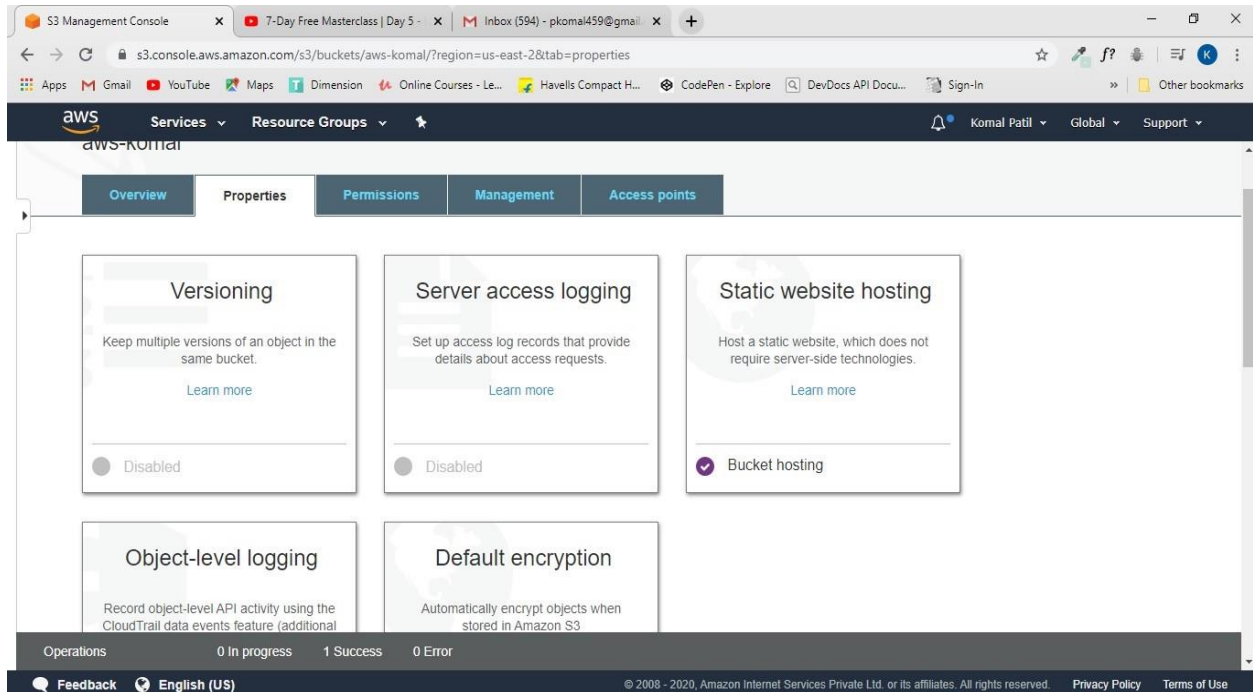 S3 Management Console
7-Day Free Masterclass | Day 5 -
Inbox (594) - pkomal459@gmail.
s3.console.aws.amazon.com/s3/buckets/aws-komal/?region=us-east-2&tab=properties
f?
K
Apps Gmail YouTube Maps Dimension Online Courses - Le... Havells Compact H... CodePen - Explore DevDocs API Docu... Sign-In » Other bookmarks
aws Services Resource Groups Komal Patil Global Support
aws-komal
Overview Properties Permissions Management Access points
Versioning
Keep multiple versions of an object in the
same bucket.
Learn more
Disabled
Server access logging
Set up access log records that provide
details about access requests.
Learn more
Disabled
Static website hosting
Host a static website, which does not
require server-side technologies.
Learn more
Bucket hosting
Object-level logging
Record object-level API activity using the
CloudTrail data events feature (additional
Default encryption
Automatically encrypt objects when
stored in Amazon S3
Operations 0 In progress 1 Success 0 Error
Feedback English (US) © 2008 - 2020, Amazon Internet Services Private Ltd. or its affiliates. All rights reserved. Privacy Policy Terms of Use